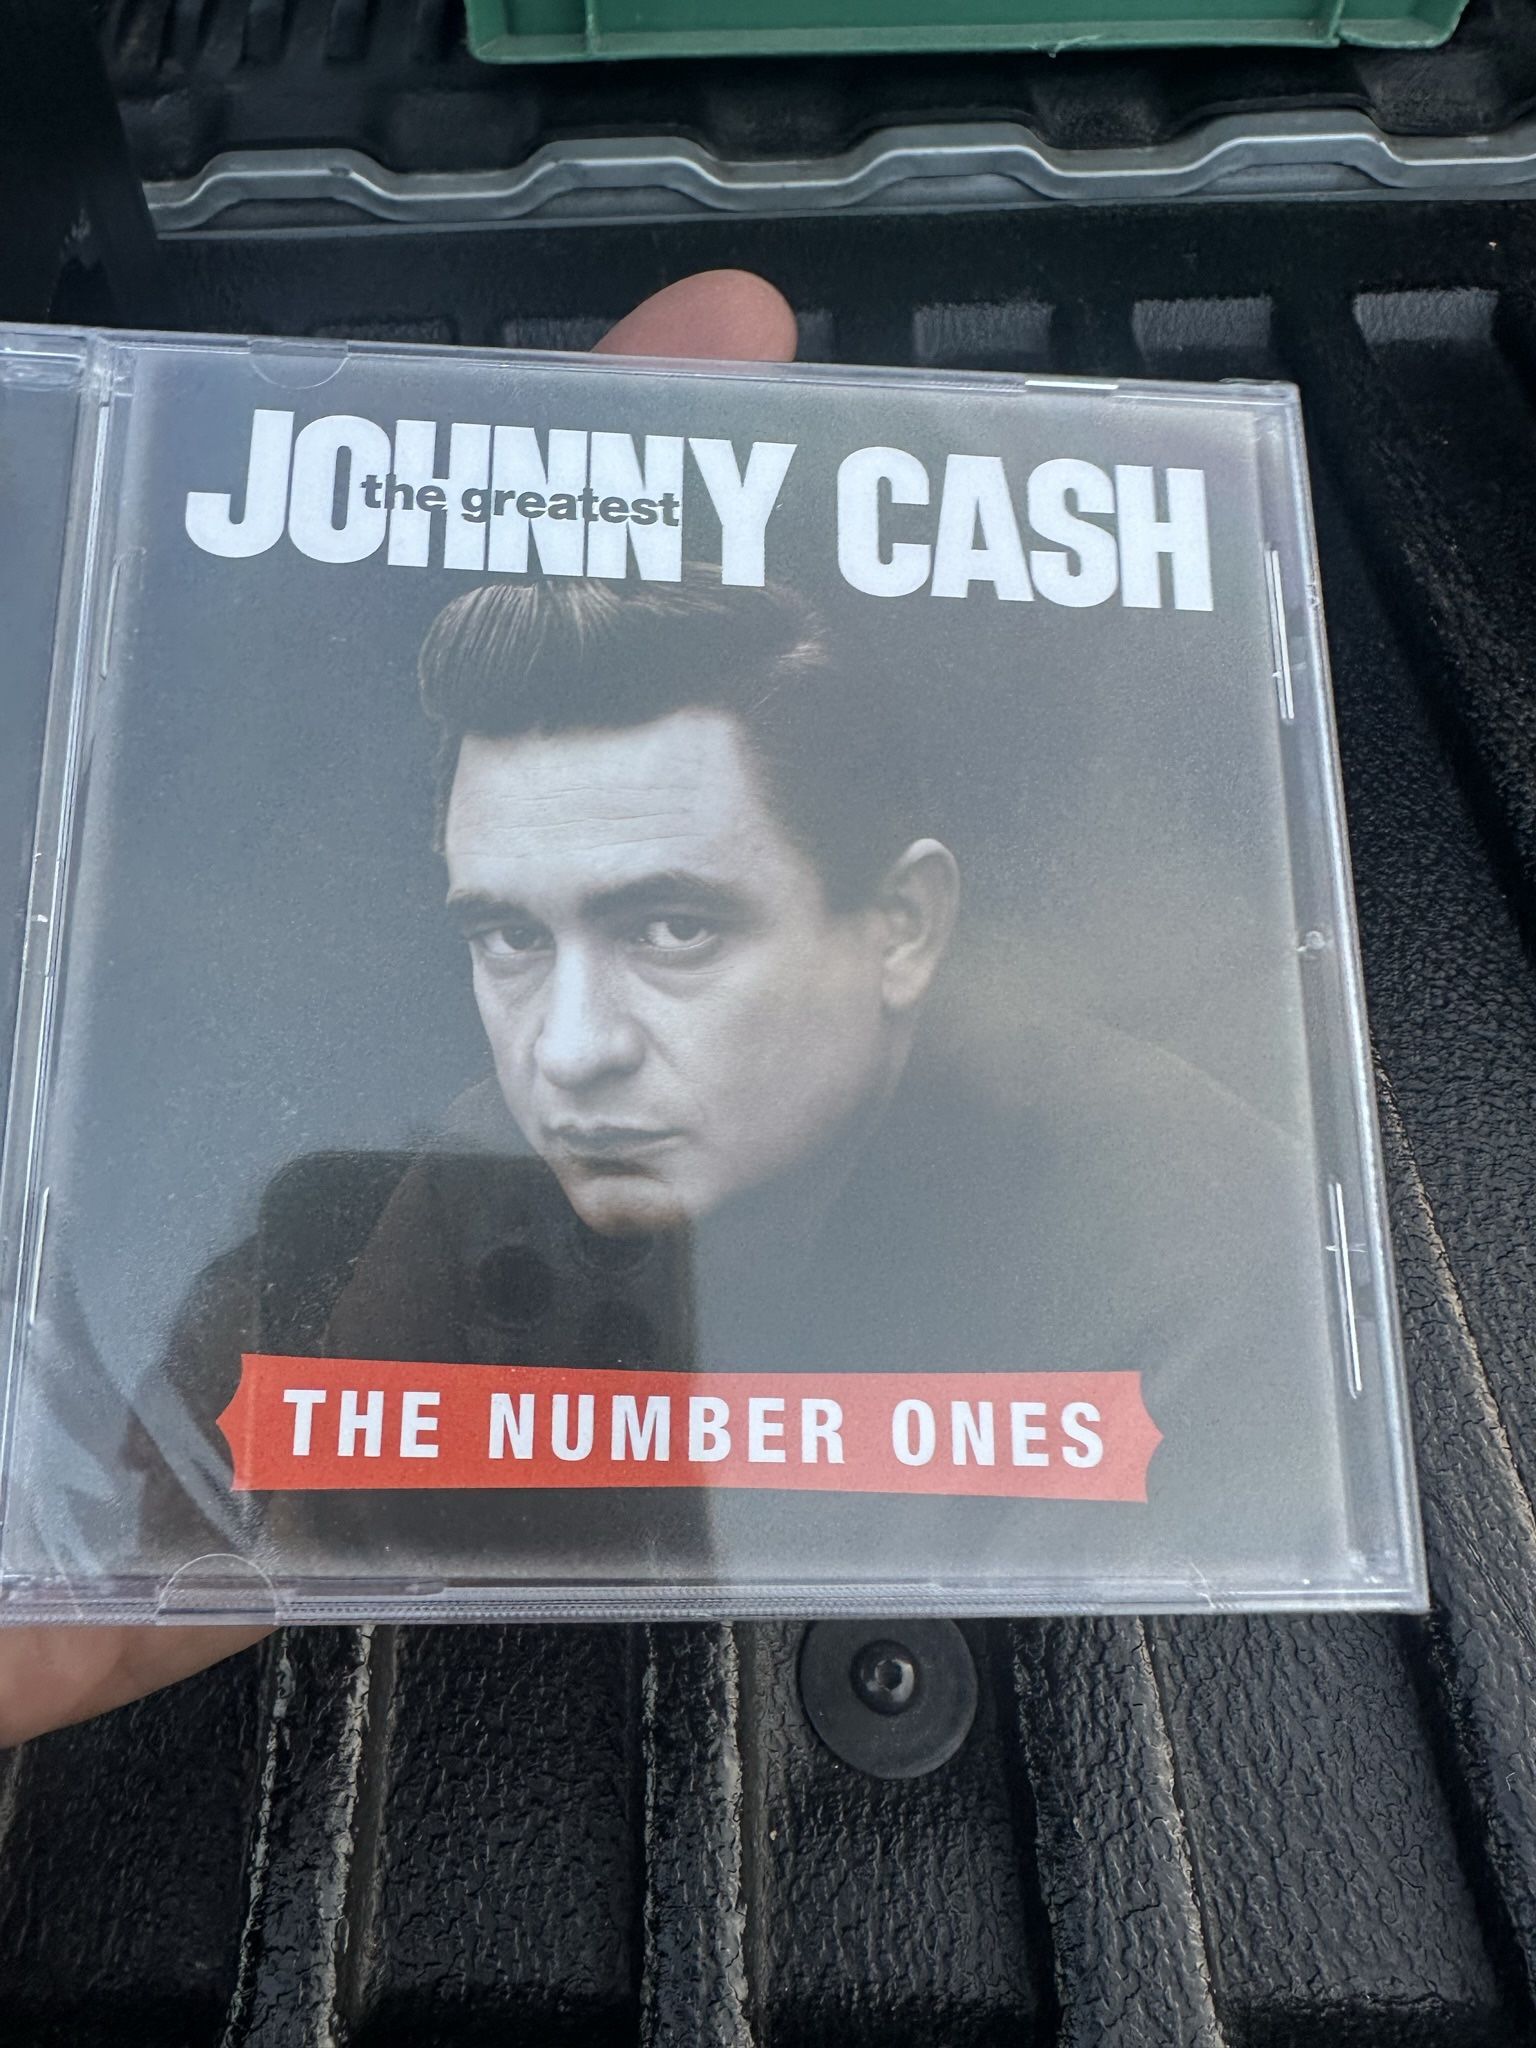 JOHNNY CASH
the greatest
THE NUMBER ONES